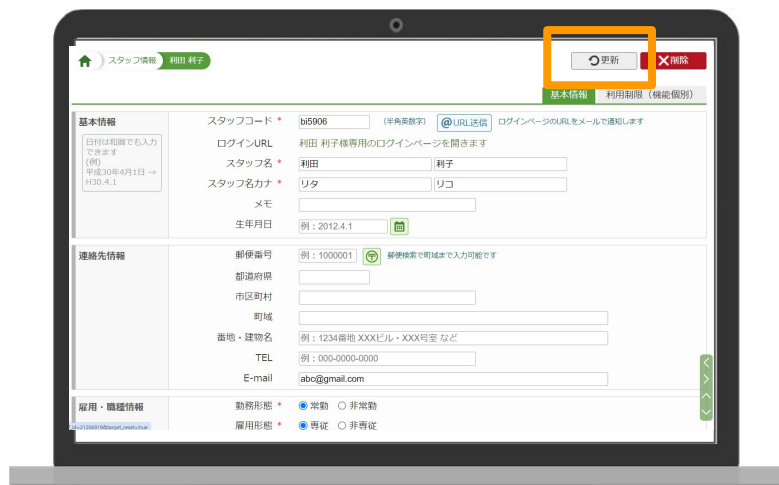 スタッフ情報 利田 利子
更新 削除
基本情報 利用制限（機能個別）
基本情報
日付は和暦でも入力
できます
(例)
平成30年4月1日 →
H30.4.1
スタッフコード * bi5906 （半角英数字） @URL送信 ログインページのURLをメールで通知します
ログインURL 利田 利子様専用のログインページを開きます
スタッフ名 * 利田 利子
スタッフ名カナ * リタ リコ
メモ
生年月日 例：2012.4.1
連絡先情報
郵便番号 例：1000001 〒 郵便検索で町域まで入力可能です
都道府県
市区町村
町域
番地・建物名 例：1234番地 XXXビル・XXX号室 など
TEL 例：000-0000-0000
E-mail abc@gmail.com
雇用・職種情報
勤務形態 * 常勤 非常勤
雇用形態 * 専従 非専従